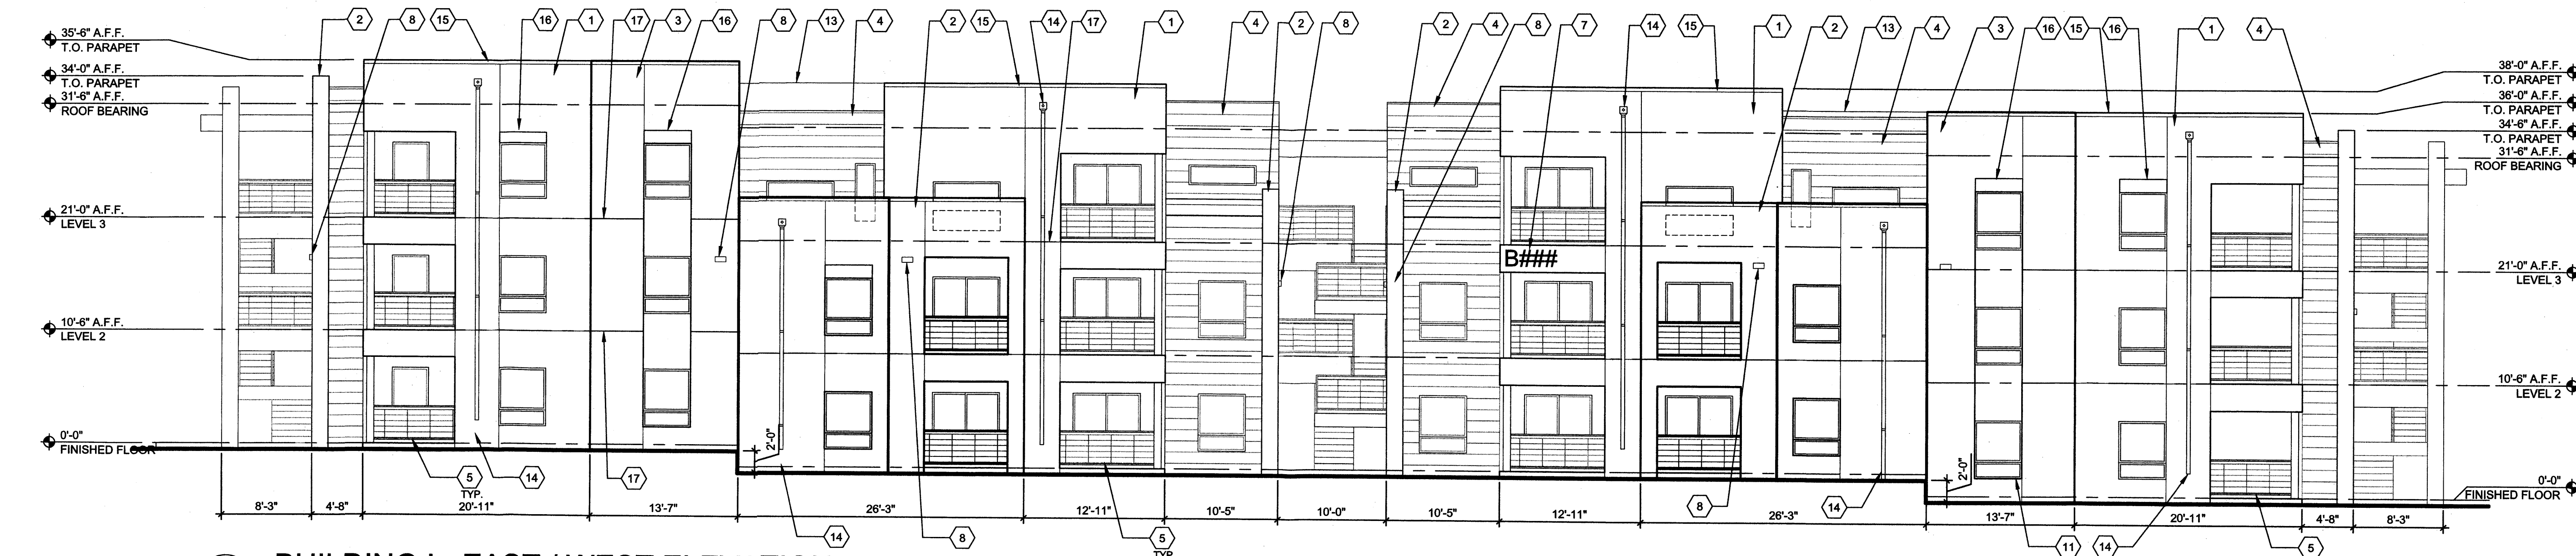 2 8 15 16 1 17 3 16 8 13 4 2 15 14 17 1 4 2 8 2 4 8 7 14 15 1 2 13 4 3 16 15 16 1 4
35'-6" A.F.F.
T.O. PARAPET
34'-0" A.F.F.
T.O. PARAPET
31'-6" A.F.F.
ROOF BEARING
21'-0" A.F.F.
LEVEL 3
10'-6" A.F.F.
LEVEL 2
0'-0"
FINISHED FLOOR
38'-0" A.F.F.
T.O. PARAPET
36'-0" A.F.F.
T.O. PARAPET
34'-6" A.F.F.
T.O. PARAPET
31'-6" A.F.F.
ROOF BEARING
21'-0" A.F.F.
LEVEL 3
10'-6" A.F.F.
LEVEL 2
0'-0"
FINISHED FLOOR
B###
2'-0"
2'-0"
5 14 17 8 14
TYP.
8'-3" 4'-8" 20'-11" 13'-7" 26'-3" 12'-11" 10'-5" 10'-0" 10'-5" 12'-11" 26'-3" 13'-7" 20'-11" 4'-8" 8'-3"
14 8 5 11 14 5
TYP.
BUILDING I - EAST / WEST ELEVATION